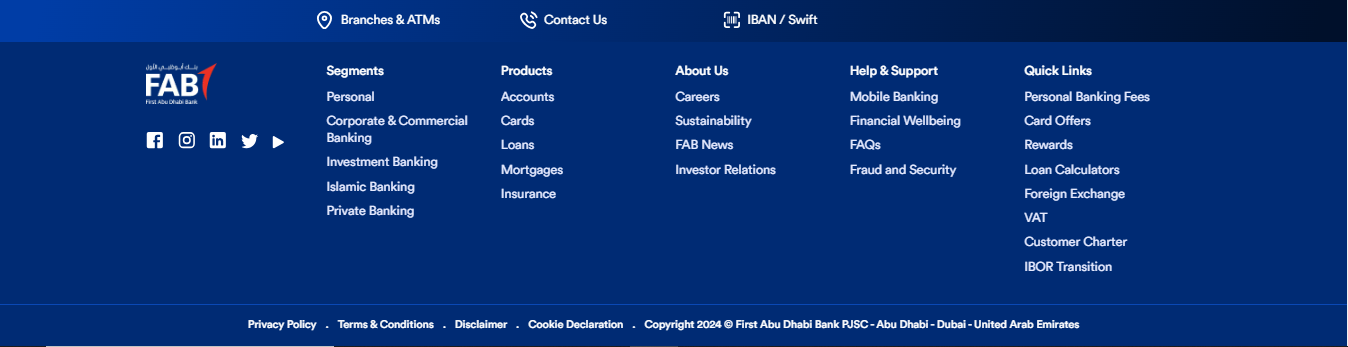 Branches & ATMs
Contact Us
IBAN / Swift
بنك أبوظبي الأول
FAB
First Abu Dhabi Bank
Segments
Personal
Corporate & Commercial
Banking
Investment Banking
Islamic Banking
Private Banking
Products
Accounts
Cards
Loans
Mortgages
Insurance
About Us
Careers
Sustainability
FAB News
Investor Relations
Help & Support
Mobile Banking
Financial Wellbeing
FAQs
Fraud and Security
Quick Links
Personal Banking Fees
Card Offers
Rewards
Loan Calculators
Foreign Exchange
VAT
Customer Charter
IBOR Transition
Privacy Policy . Terms & Conditions . Disclaimer . Cookie Declaration . Copyright 2024 © First Abu Dhabi Bank PJSC - Abu Dhabi - Dubai - United Arab Emirates